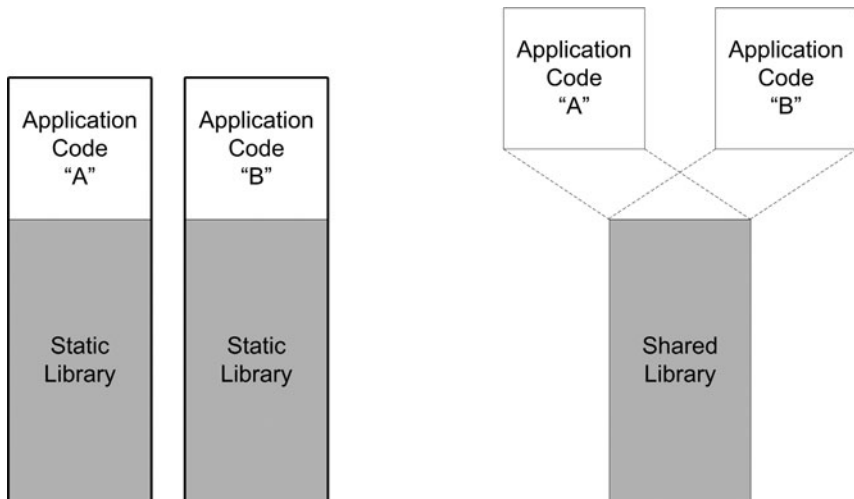 Application
Code
“A”
Application
Code
“B”
Static
Library
Static
Library
Application
Code
“A”
Application
Code
“B”
Shared
Library